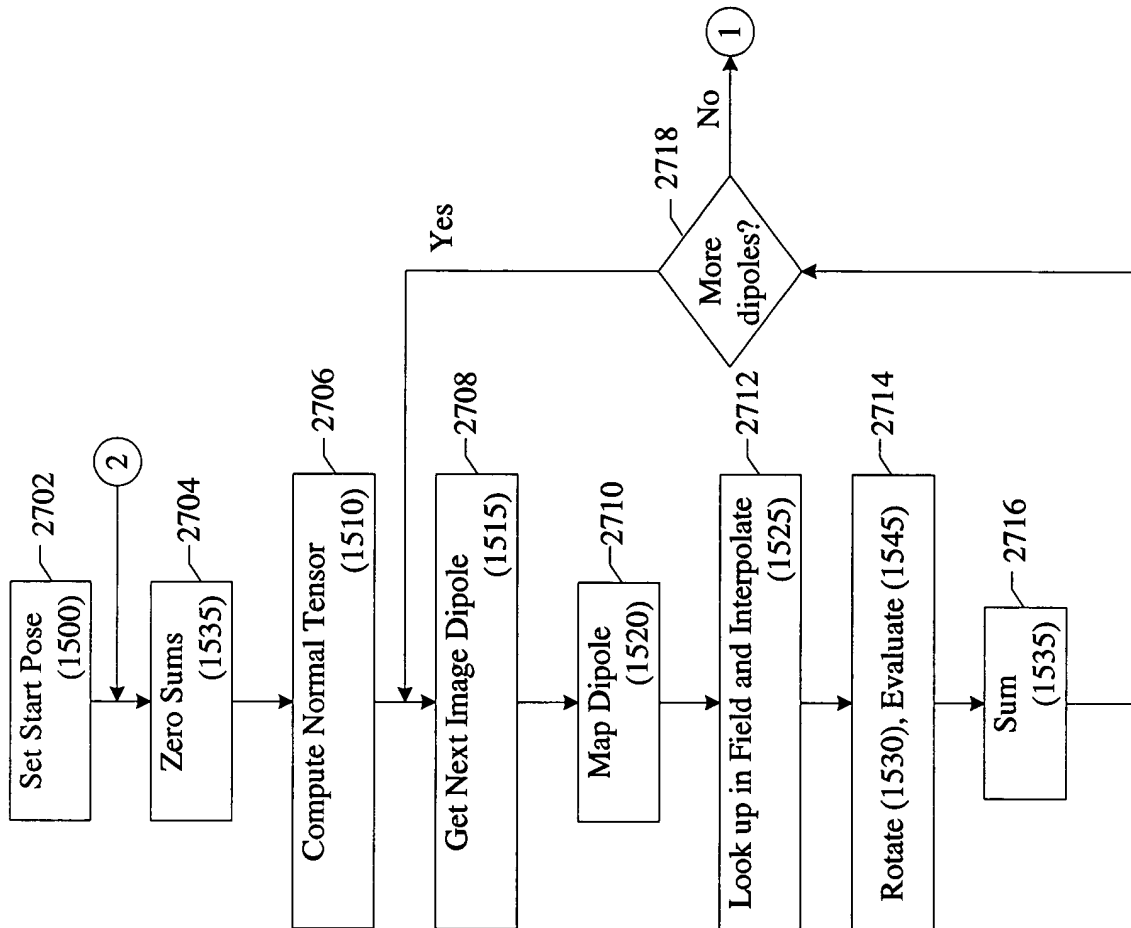 Set Start Pose
(1500)
2702
2
Zero Sums
(1535)
2704
Compute Normal Tensor
(1510)
2706
Yes
Get Next Image Dipole
(1515)
2708
Map Dipole
(1520)
2710
Look up in Field and Interpolate
(1525)
2712
Rotate (1530), Evaluate (1545)
2714
Sum
(1535)
2716
More
dipoles?
2718
No
1